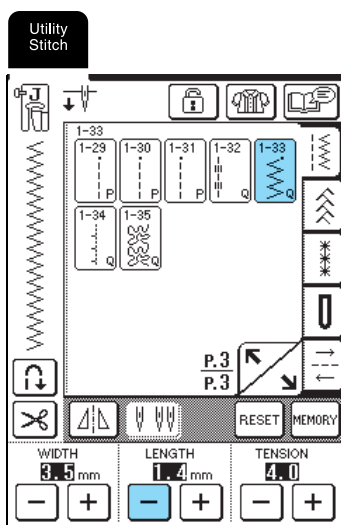 Utility
Stitch
J
1-33
1-29 1-30 1-31 1-32 1-33
P P P Q Q
1-34 1-35
Q Q
P.3
P.3
RESET MEMORY
WIDTH LENGTH TENSION
3.5 mm 1.4 mm 4.0
− + − + − +